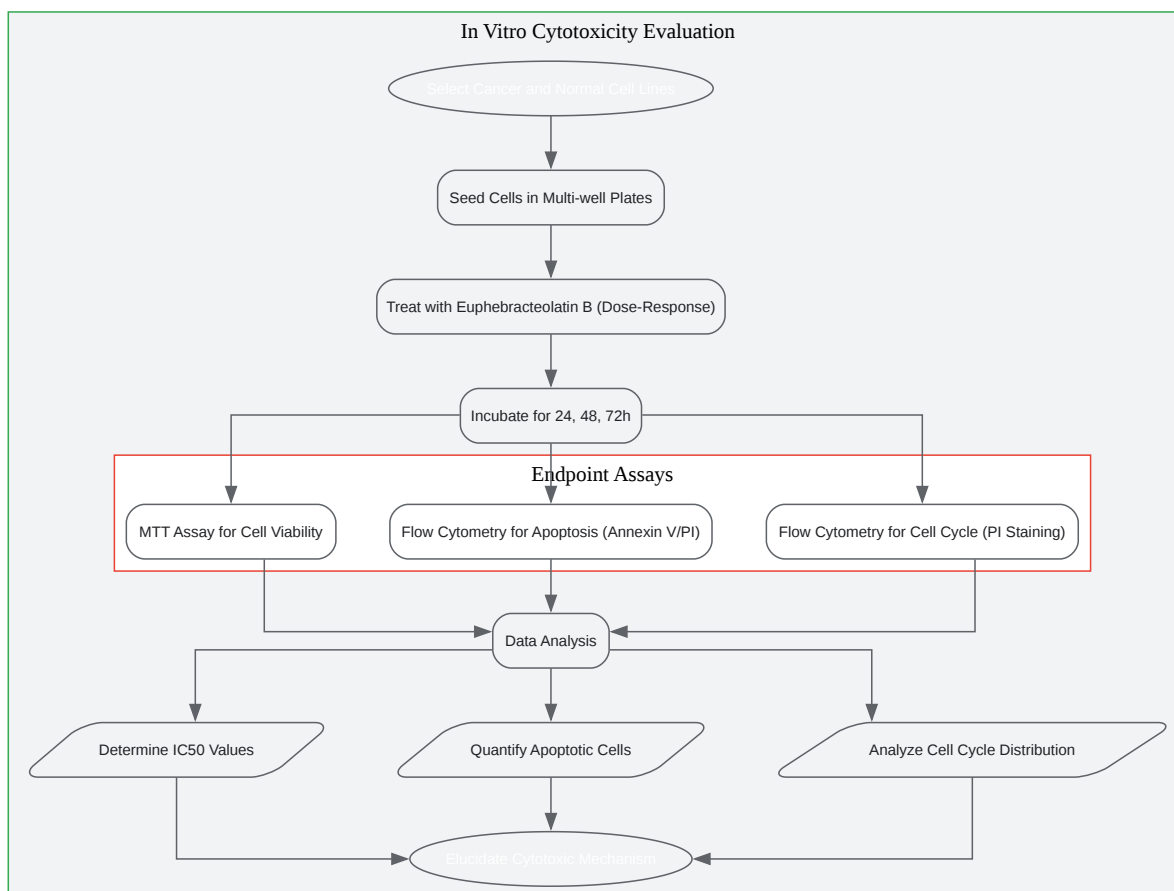 In Vitro Cytotoxicity Evaluation
Select Cancer and Normal Cell Lines
Seed Cells in Multi-well Plates
Treat with Euphebracteolatin B (Dose-Response)
Incubate for 24, 48, 72h
Endpoint Assays
MTT Assay for Cell Viability
Flow Cytometry for Apoptosis (Annexin V/PI)
Flow Cytometry for Cell Cycle (PI Staining)
Data Analysis
Determine IC50 Values
Quantify Apoptotic Cells
Analyze Cell Cycle Distribution
Elucidate Cytotoxic Mechanism